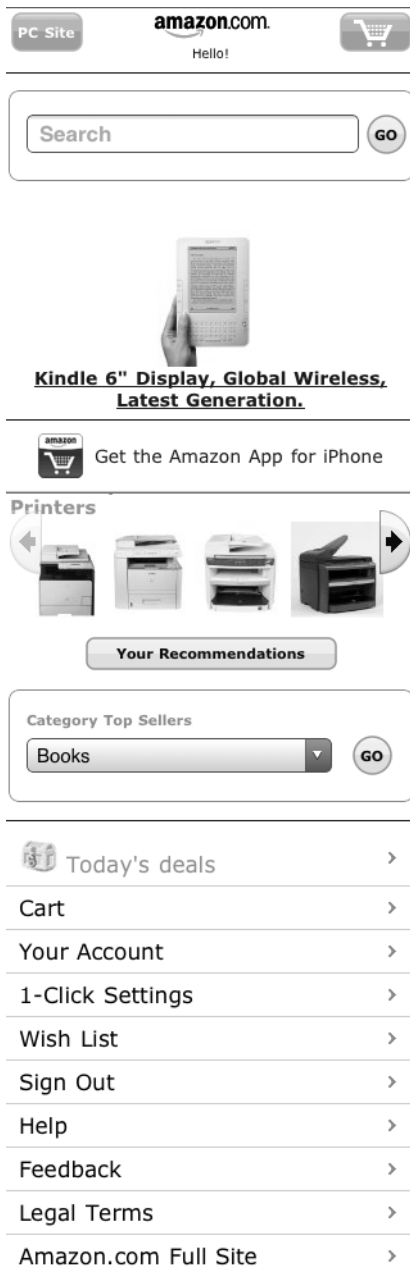 PC Site
amazon.com.
Hello!
Search
GO
Kindle 6" Display, Global Wireless,
Latest Generation.
amazon
Get the Amazon App for iPhone
Printers
Your Recommendations
Category Top Sellers
Books
GO
Today's deals
Cart
Your Account
1-Click Settings
Wish List
Sign Out
Help
Feedback
Legal Terms
Amazon.com Full Site